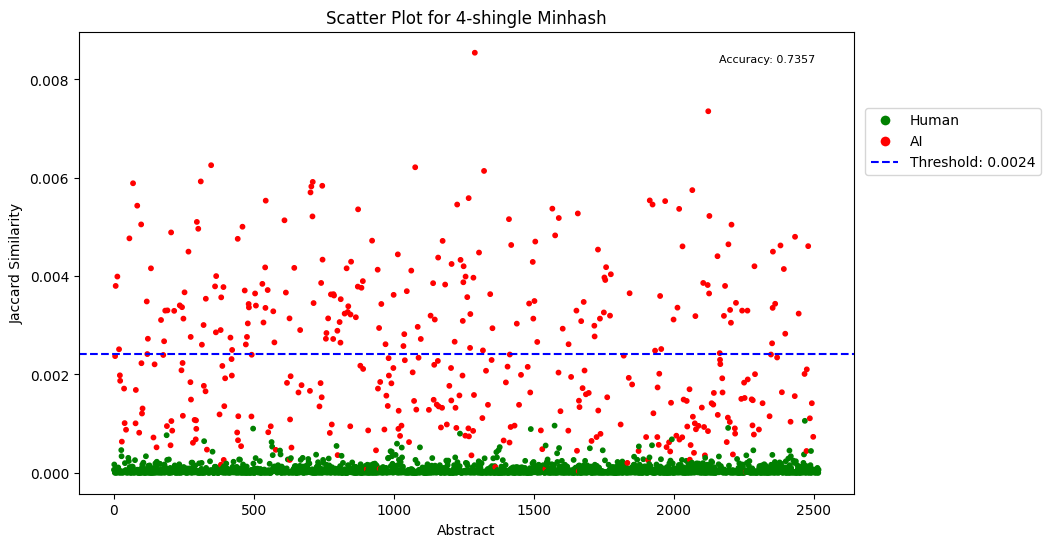 Scatter Plot for 4-shingle Minhash
Accuracy: 0.7357
Human
AI
Threshold: 0.0024
Jaccard Similarity
0.008
0.006
0.004
0.002
0.000
0
500
1000
1500
2000
2500
Abstract